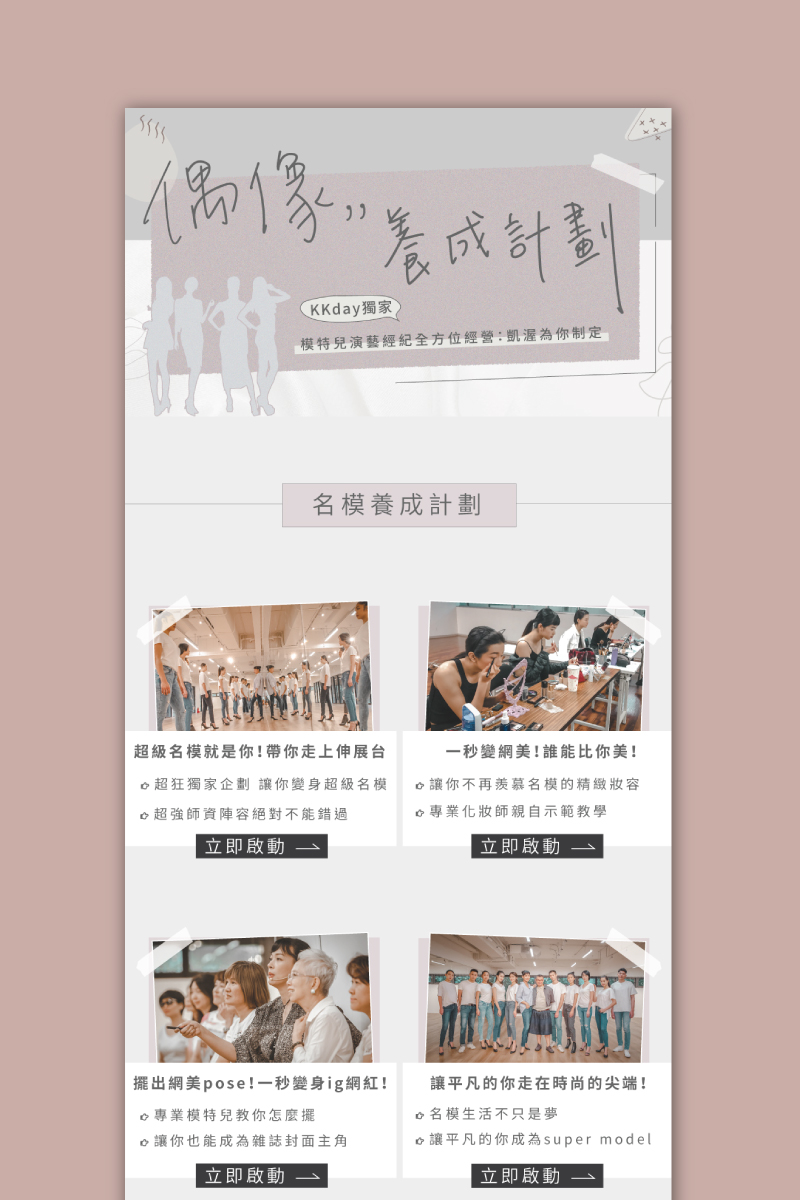 偶像,,養成計劃
KKday獨家
模特兒演藝經紀全方位經營:凱渥為你制定
名模養成計劃
超級名模就是你!帶你走上伸展台
超狂獨家企劃 讓你變身超級名模
超強師資陣容絕對不能錯過
立即啟動
一秒變網美!誰能比你美!
讓你不再羨慕名模的精緻妝容
專業化妝師親自示範教學
立即啟動
擺出網美pose!一秒變身ig網紅!
專業模特兒教你怎麼擺
讓你也能成為雜誌封面主角
立即啟動
讓平凡的你走在時尚的尖端!
名模生活不只是夢
讓平凡的你成為super model
立即啟動